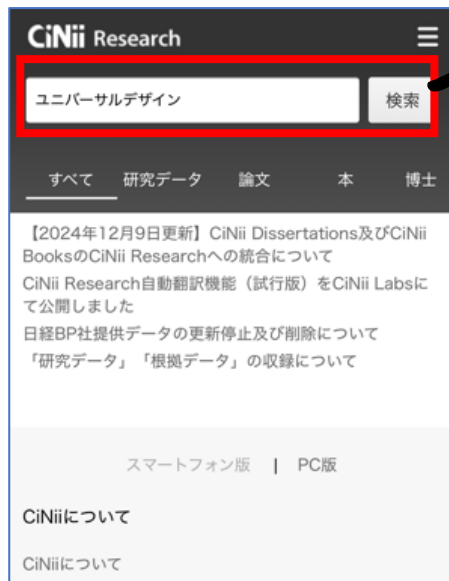 CiNii Research
ユニバーサルデザイン 検索
すべて 研究データ 論文 本 博士
【2024年12月9日更新】CiNii Dissertations及びCiNii
BooksのCiNii Researchへの統合について
CiNii Research自動翻訳機能（試行版）をCiNii Labsに
て公開しました
日経BP社提供データの更新停止及び削除について
「研究データ」「根拠データ」の収録について
スマートフォン版 | PC版
CiNiiについて
CiNiiについて